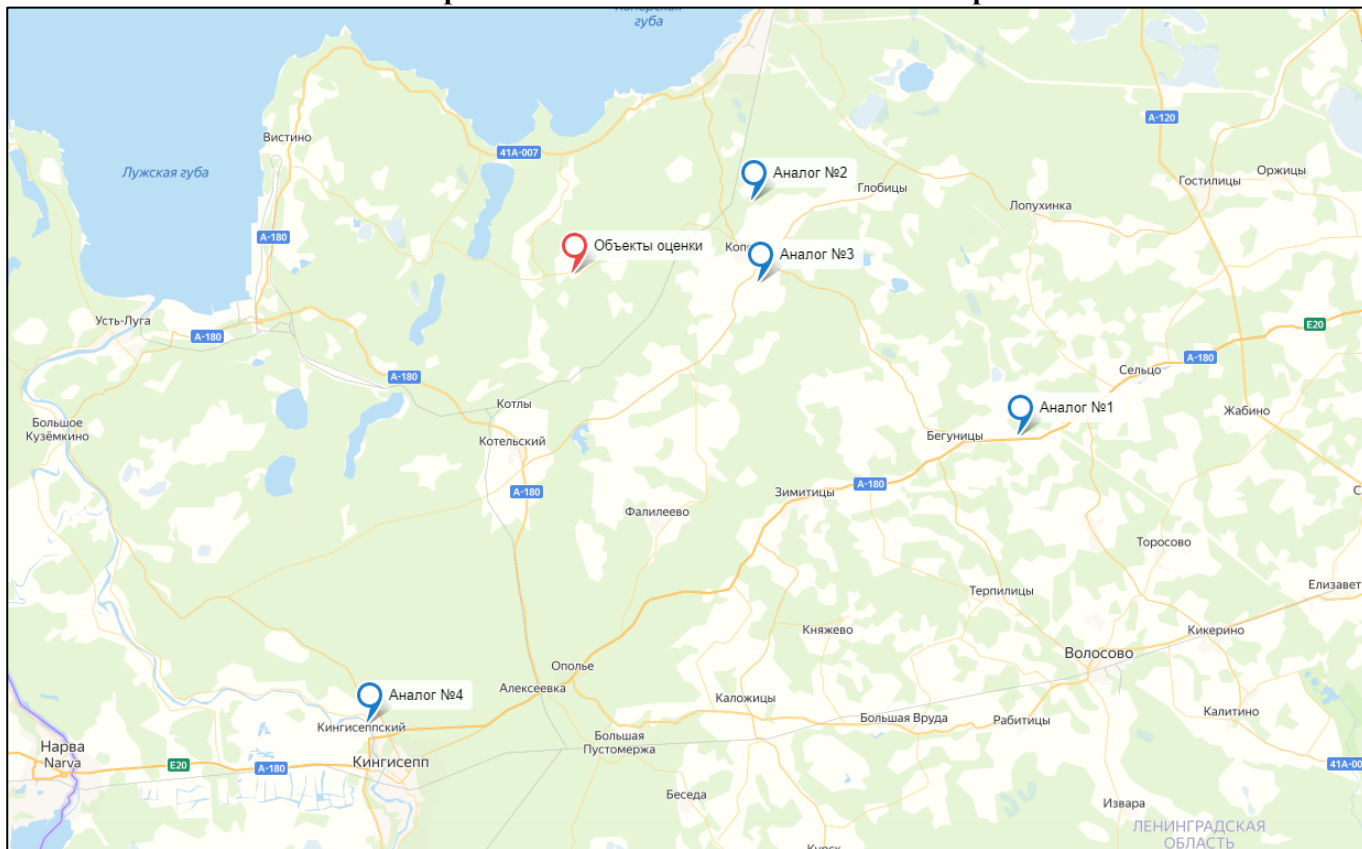 губа
Вистино
41А-007
А-120
Лужская губа
Аналог №2
Глобицы
Гостилицы
Оржицы
Лопухинка
А-180
Объекты оценки
Аналог №3
Усть-Луга
А-180
Е20
А-180
Сельцо
А-180
Котлы
Аналог №1
Жабино
Большое
Кузёмкино
Котельский
Бегуницы
А-180
А-180
Зимитицы
Фалилеево
Торосово
Терпилицы
Елизавет
Княжево
Кикерино
Волосово
Ополье
Алексеевка
Аналог №4
Каложицы
Большая Вруда
Рабитицы
Калитино
Кингисеппский
Большая
Пустомержа
Нарва
Narva
Е20
А-180
Кингисепп
41А-00
Беседа
Извара
ЛЕНИНГРАДСКАЯ
ОБЛАСТЬ